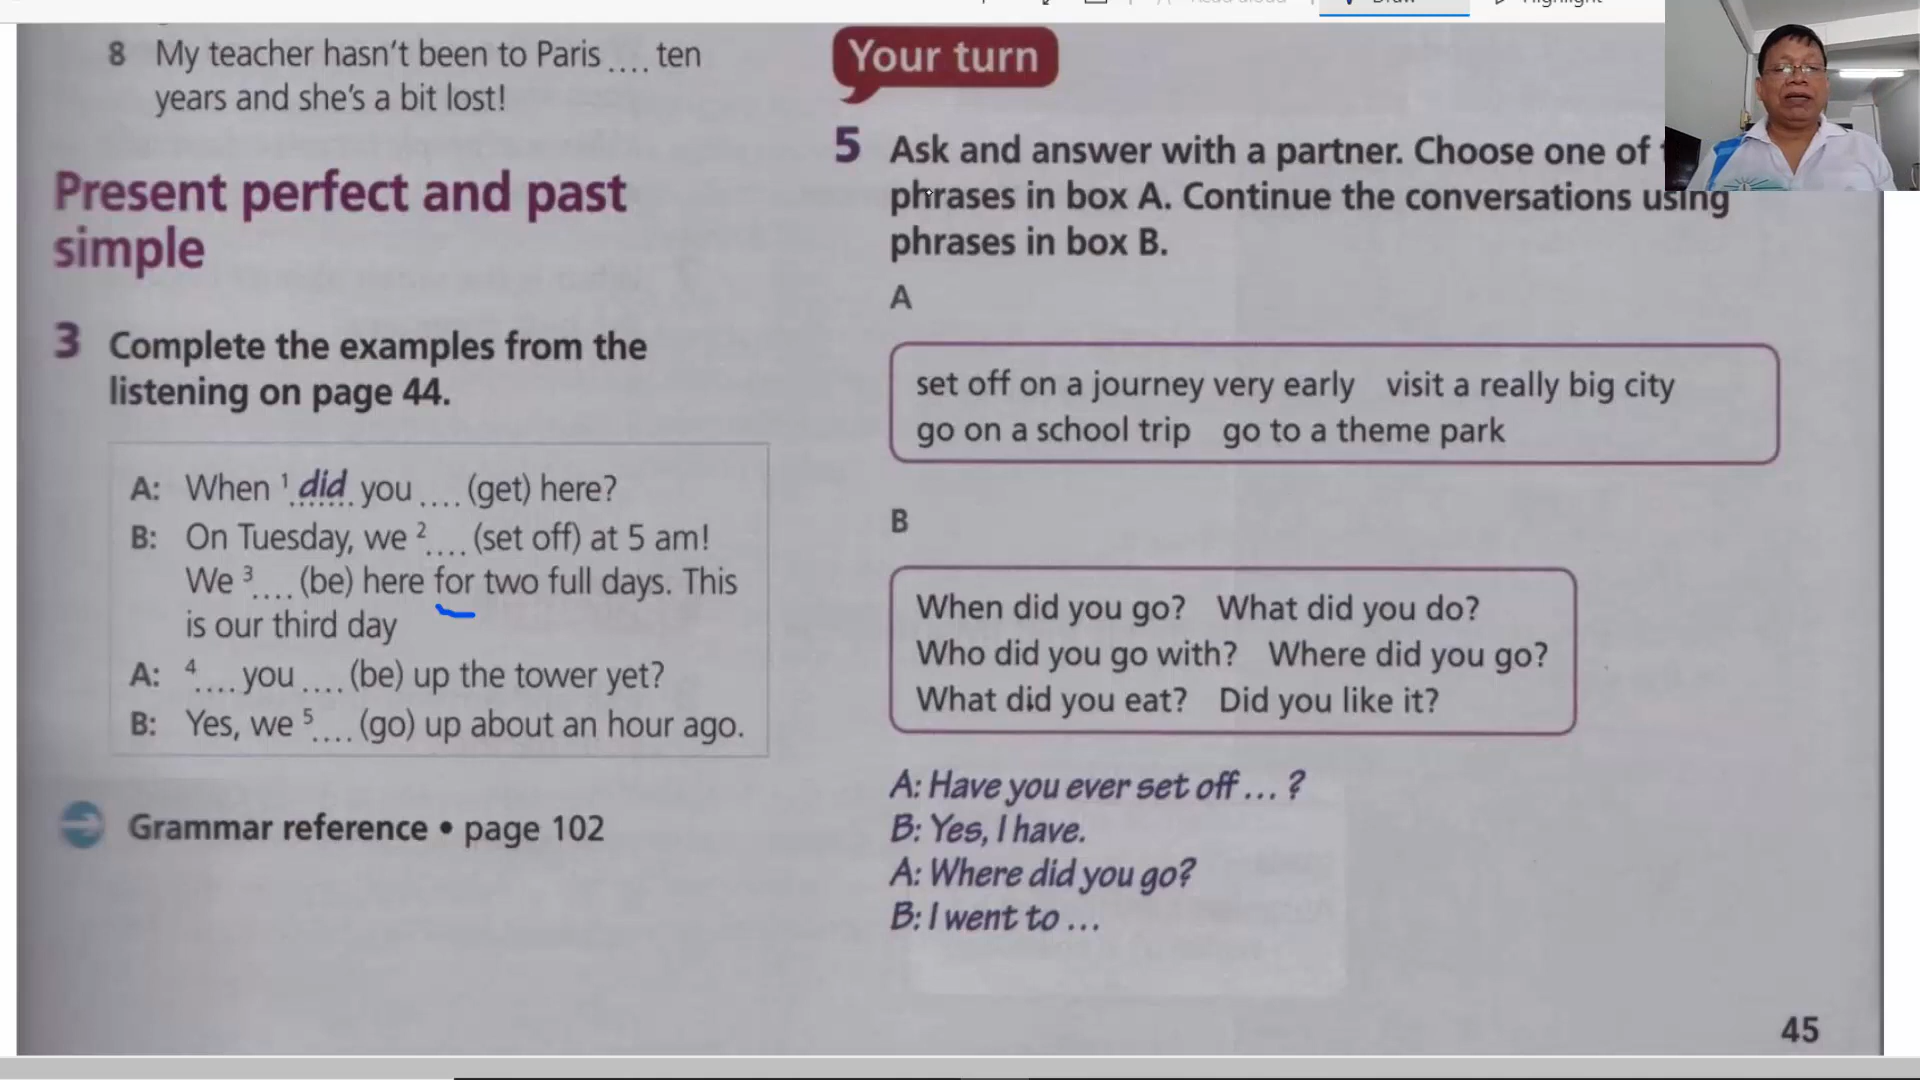 Draw
Highlight
8 My teacher hasn't been to Paris .... ten
years and she's a bit lost!
Present perfect and past
simple
3 Complete the examples from the
listening on page 44.
A: When ¹ did you .... (get) here?
B: On Tuesday, we ².... (set off) at 5 am!
We ³.... (be) here for two full days. This
is our third day
A: ⁴.... you .... (be) up the tower yet?
B: Yes, we ⁵.... (go) up about an hour ago.
Grammar reference • page 102
Your turn
5 Ask and answer with a partner. Choose one of
phrases in box A. Continue the conversations using
phrases in box B.
A
set off on a journey very early visit a really big city
go on a school trip go to a theme park
B
When did you go? What did you do?
Who did you go with? Where did you go?
What did you eat? Did you like it?
A: Have you ever set off ... ?
B: Yes, I have.
A: Where did you go?
B: I went to ...
45